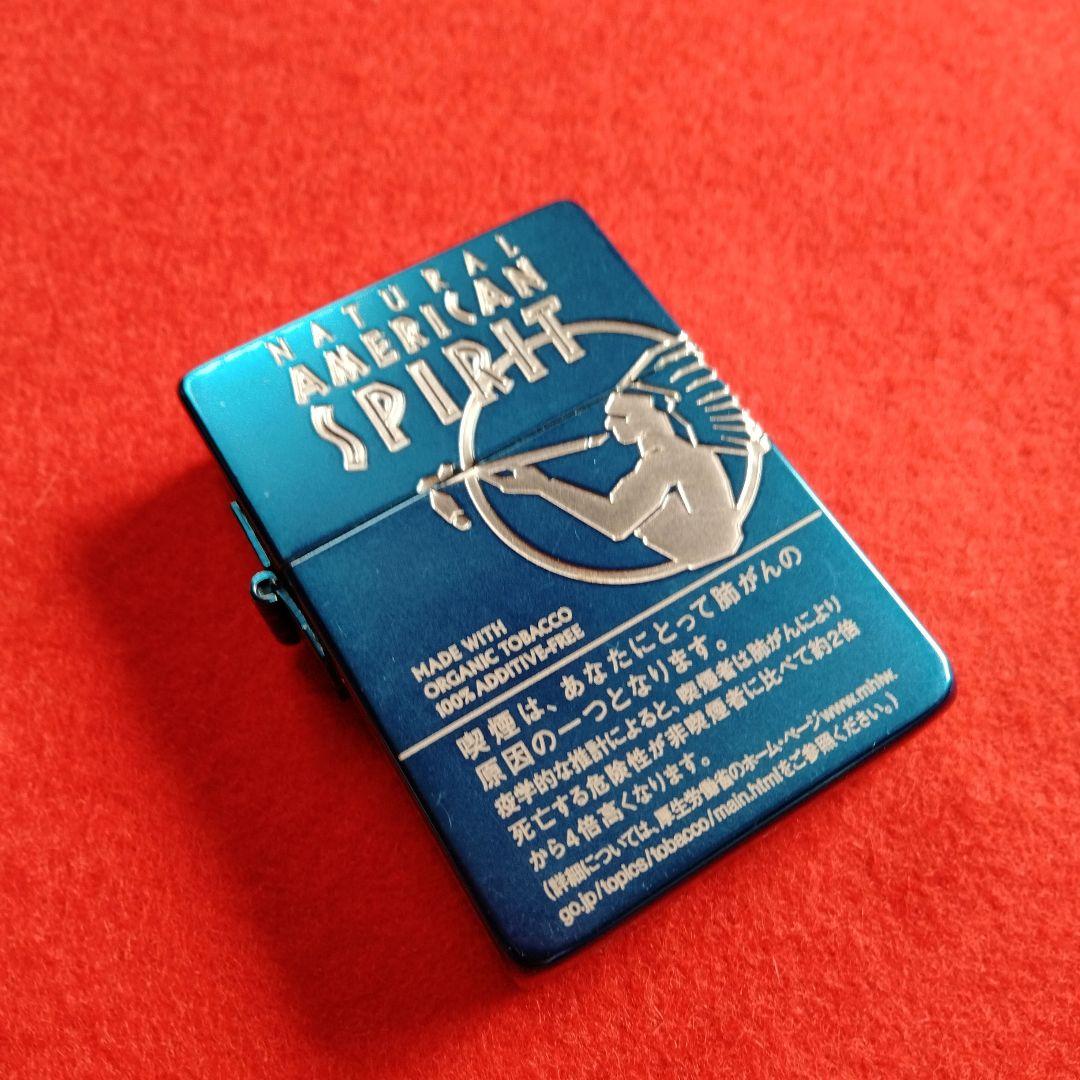 NATURAL
AMERICAN
SPIRIT
MADE WITH
ORGANIC TOBACCO
100% ADDITIVE-FREE
喫煙は、あなたにとって肺がんの
原因の一つとなります。
疫学的な推計によると、喫煙者は肺がんにより
死亡する危険性が非喫煙者に比べて約2倍
から4倍高くなります。
(詳細については、厚生労働省のホーム・ページwww.mhlw.
go.jp/topics/tobacco/main.htmlをご参照ください。)